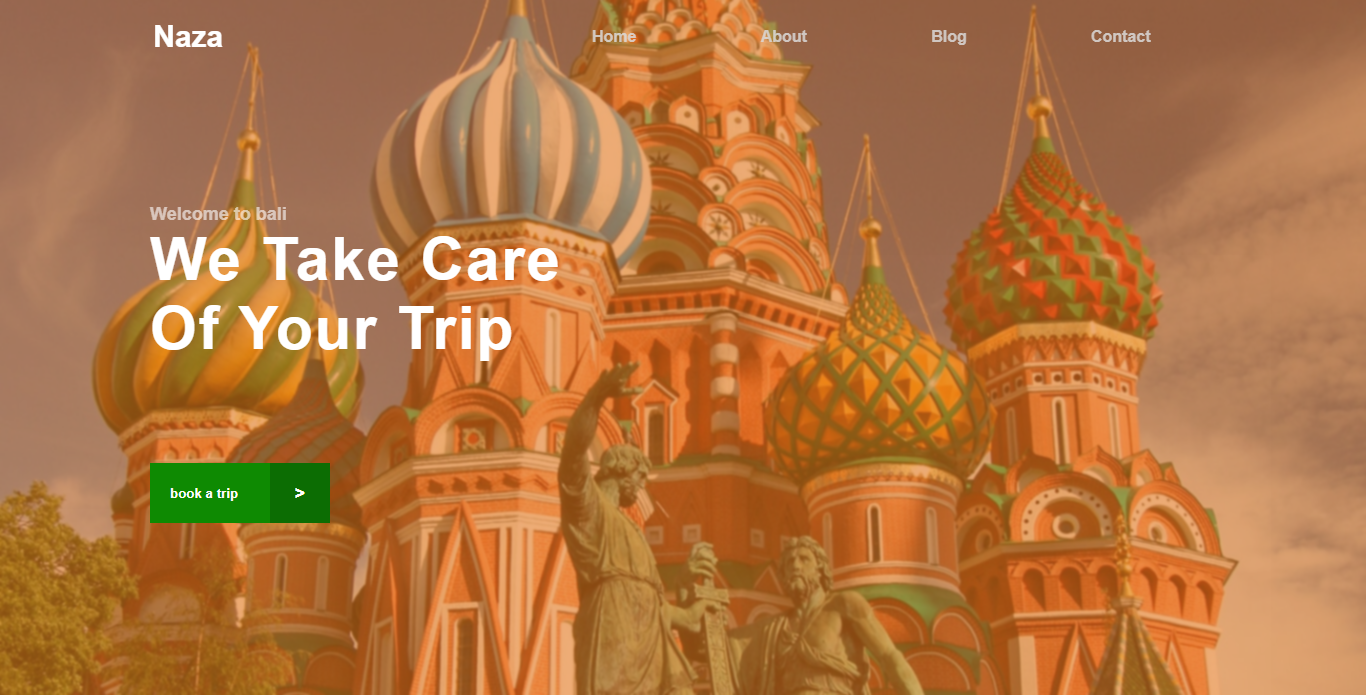 Naza
Home About Blog Contact
Welcome to bali
We Take Care
Of Your Trip
book a trip >